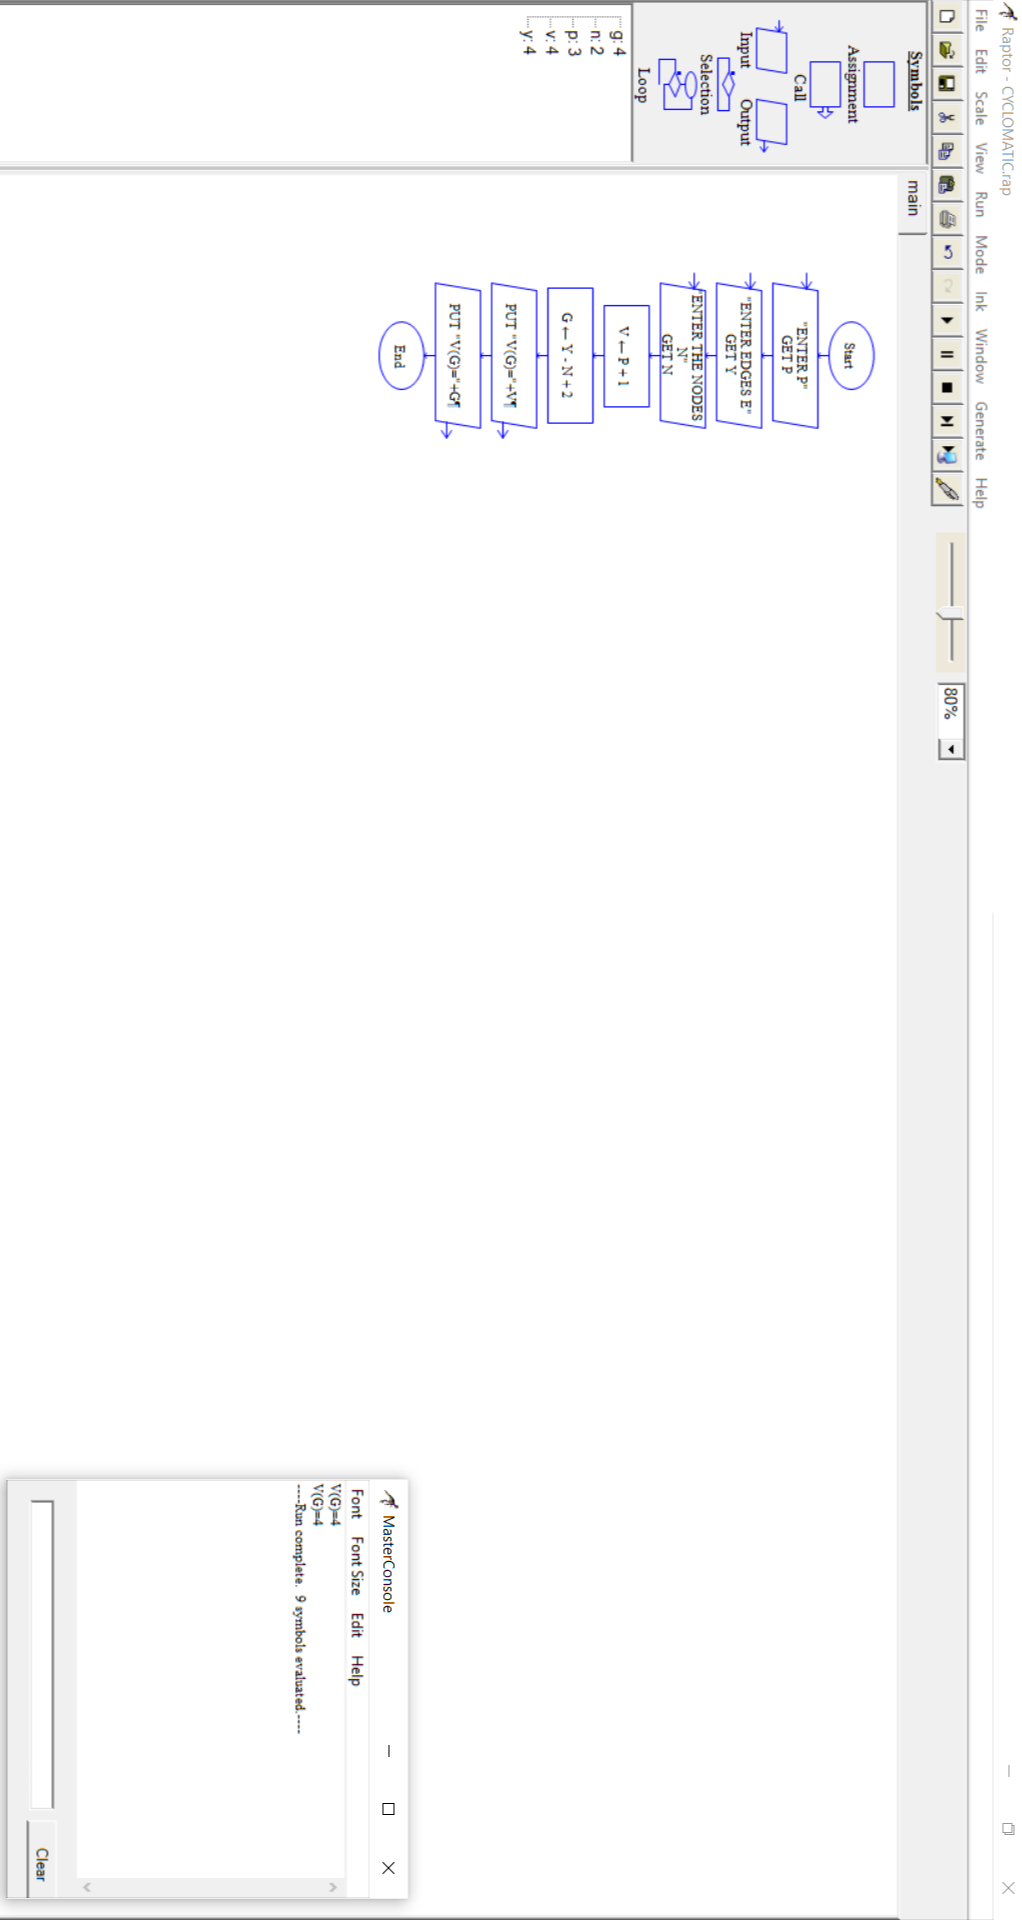 Raptor - CYCLOMATIC.rap
File Edit Scale View Run Mode Ink Window Generate Help
80%
Symbols
Assignment
Call
Input
Output
Selection
Loop
g: 4
n: 2
p: 3
v: 4
y: 4
main
Start
"ENTER P"
GET P
"ENTER EDGES E"
GET Y
"ENTER THE NODES
N"
GET N
V ← P + 1
G ← Y - N + 2
PUT "V(G)="+V¶
PUT "V(G)="+G¶
End
MasterConsole
Font Font Size Edit Help
V(G)=4
V(G)=4
----Run complete. 9 symbols evaluated.----
Clear